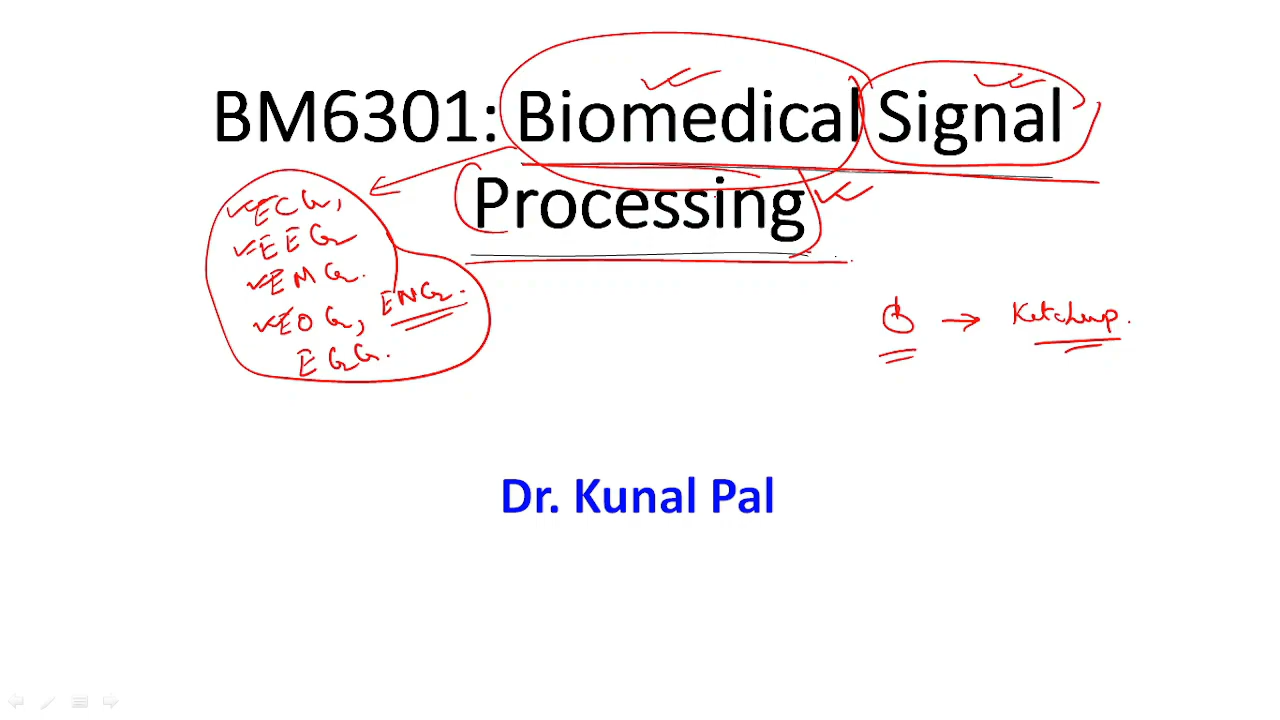 BM6301: Biomedical Signal
Processing
ECG,
EEG
EMG.
EOG, ENG.
EGG.
→ Ketchup.
Dr. Kunal Pal